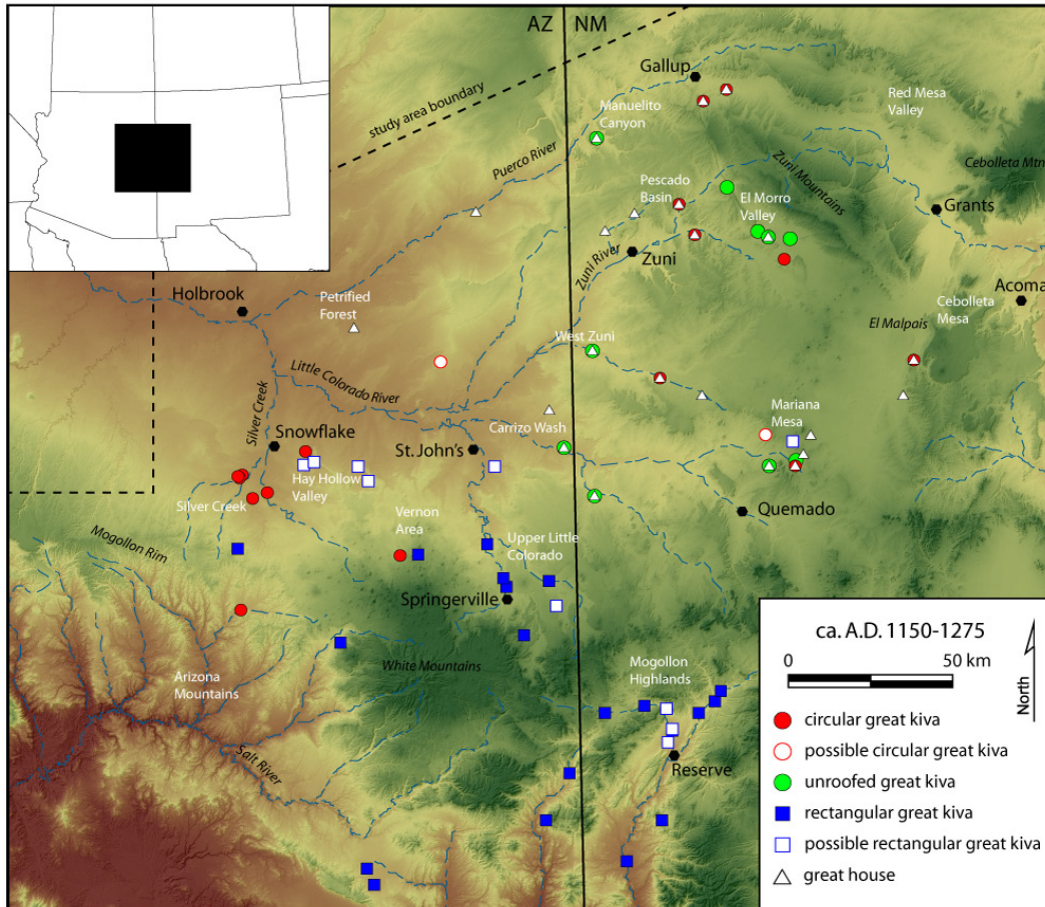 AZ
NM
Gallup
Red Mesa
Valley
Manuelito
Canyon
study area boundary
Puerco River
Zuni Mountains
Cebolleta Mtn
Pescado
Basin
El Morro
Valley
Grants
Zuni River
Zuni
Holbrook
Petrified
Forest
Acoma
Cebolleta
Mesa
El Malpais
West Zuni
Little Colorado River
Silver Creek
Mariana
Mesa
Carrizo Wash
Snowflake
St. John's
Hay Hollow
Valley
Silver Creek
Quemado
Vernon
Area
Upper Little
Colorado
Mogollon Rim
Springerville
White Mountains
Mogollon
Highlands
Arizona
Mountains
Salt River
Reserve
ca. A.D. 1150-1275
0
50 km
North
circular great kiva
possible circular great kiva
unroofed great kiva
rectangular great kiva
possible rectangular great kiva
great house